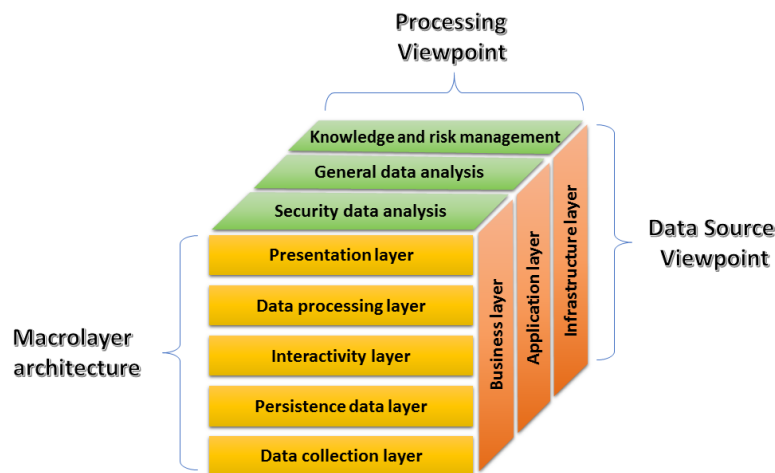 Processing
Viewpoint
Knowledge and risk management
General data analysis
Security data analysis
Presentation layer
Data processing layer
Interactivity layer
Persistence data layer
Data collection layer
Business layer
Application layer
Infrastructure layer
Macrolayer
architecture
Data Source
Viewpoint